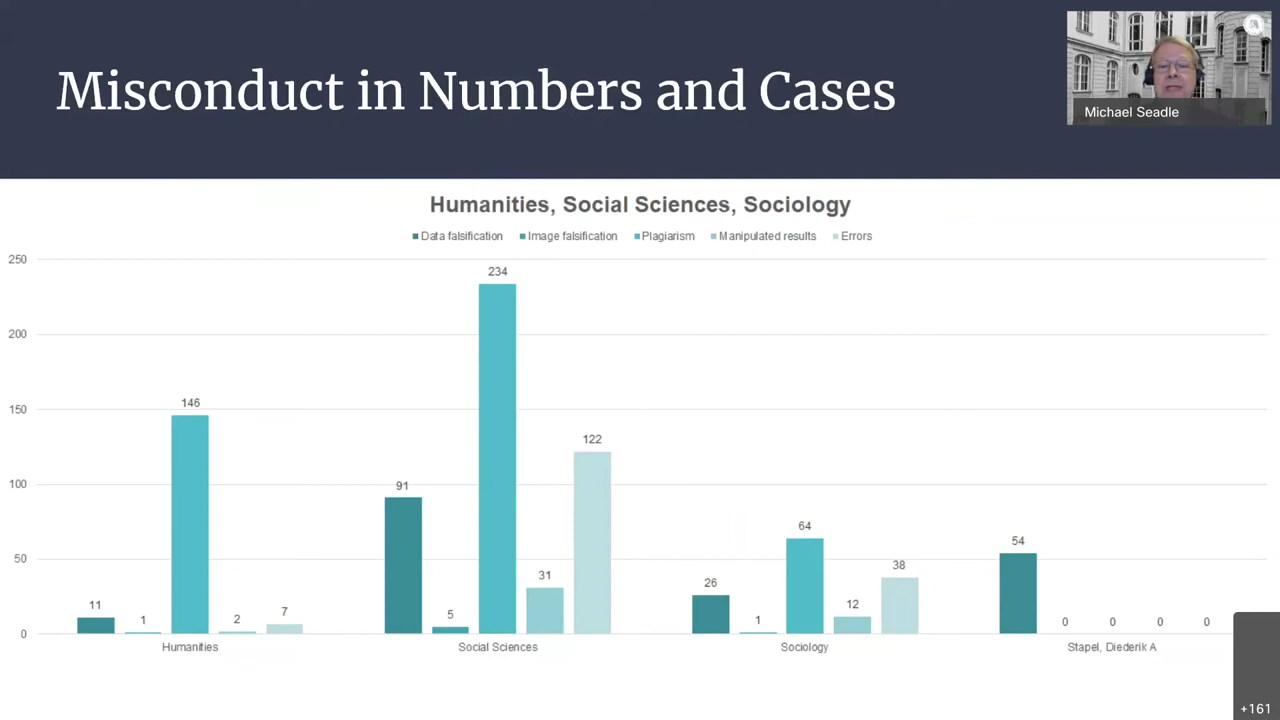 Misconduct in Numbers and Cases
Michael Seadle
Humanities, Social Sciences, Sociology
Data falsification Image falsification Plagiarism Manipulated results Errors
250
200
150
100
50
0
11 1 146 2 7
91 5 234 31 122
26 1 64 12 38
54 0 0 0 0
Humanities Social Sciences Sociology Stapel, Diederik A
+161